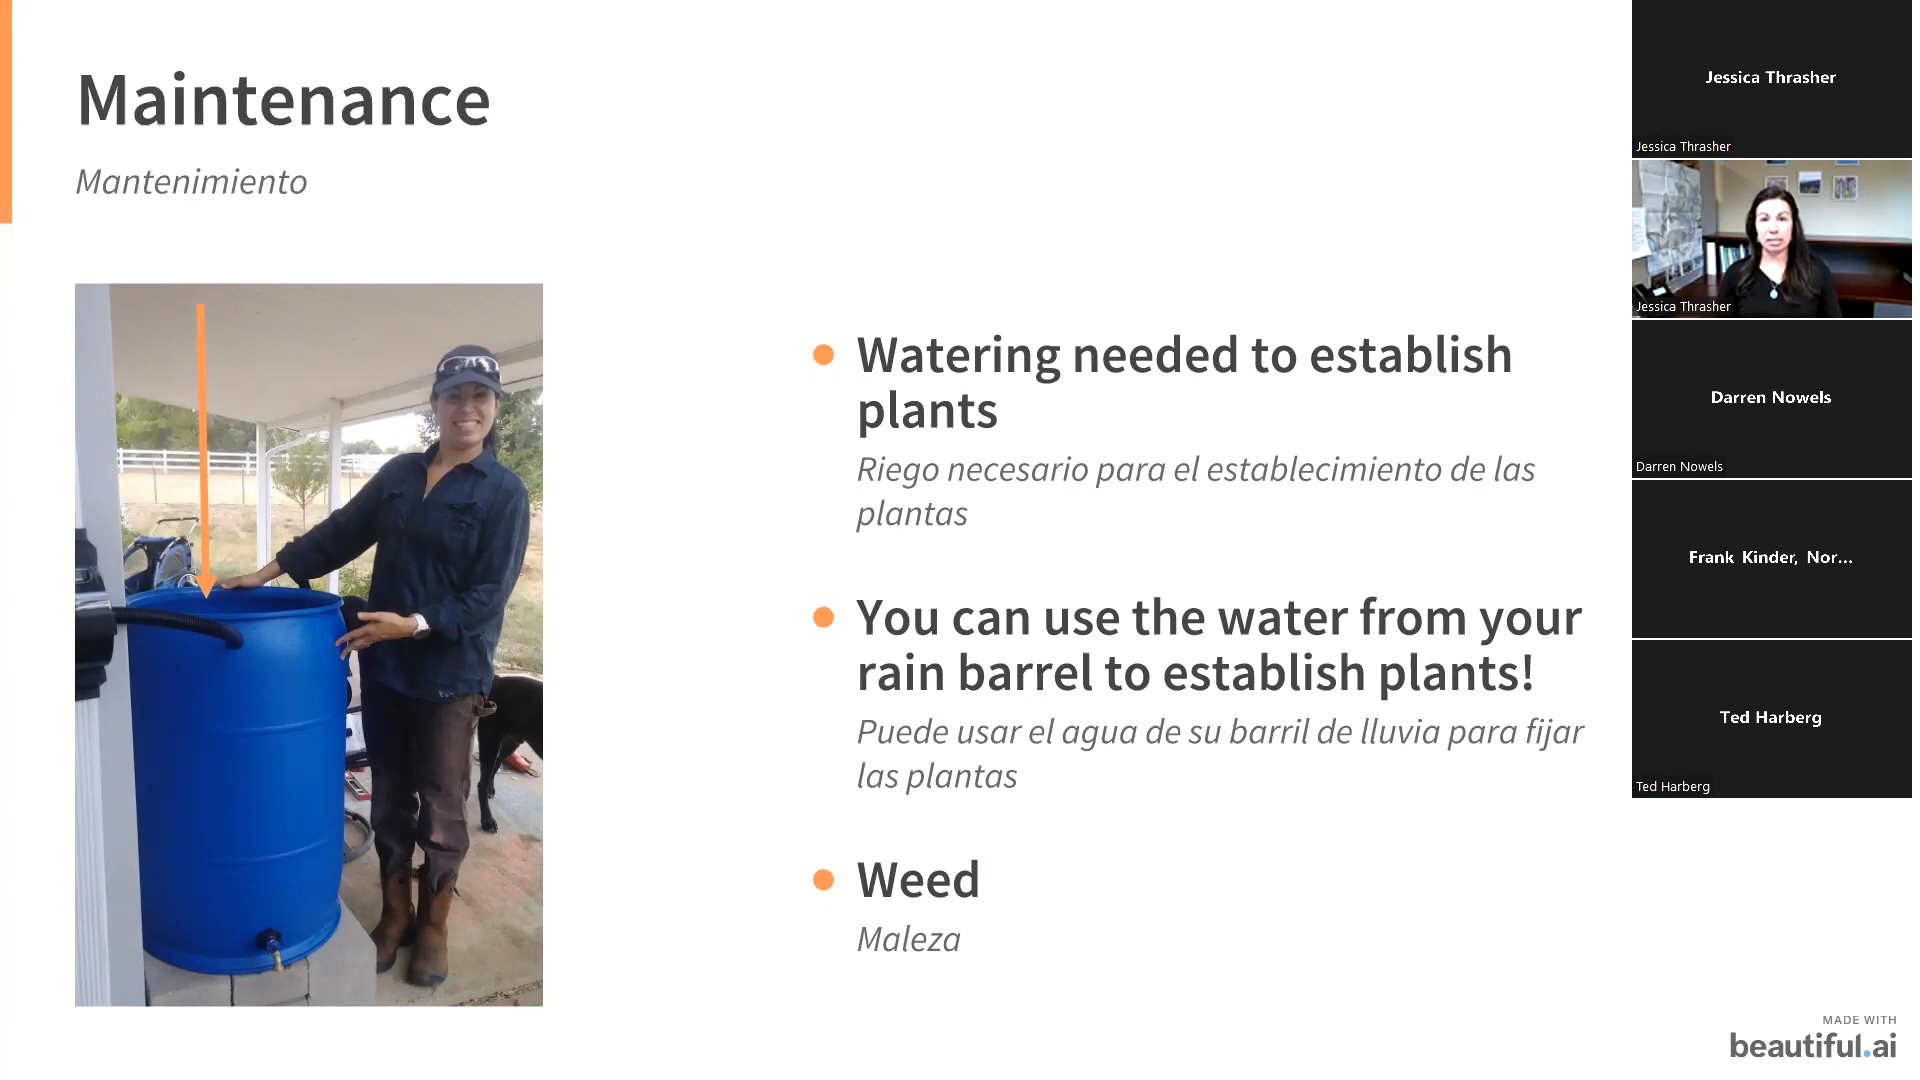 Maintenance
Mantenimiento
Watering needed to establish
plants
Riego necesario para el establecimiento de las
plantas
You can use the water from your
rain barrel to establish plants!
Puede usar el agua de su barril de lluvia para fijar
las plantas
Weed
Maleza
Jessica Thrasher
Jessica Thrasher
Jessica Thrasher
Darren Nowels
Darren Nowels
Frank Kinder, Nor...
Ted Harberg
Ted Harberg
MADE WITH
beautiful.ai